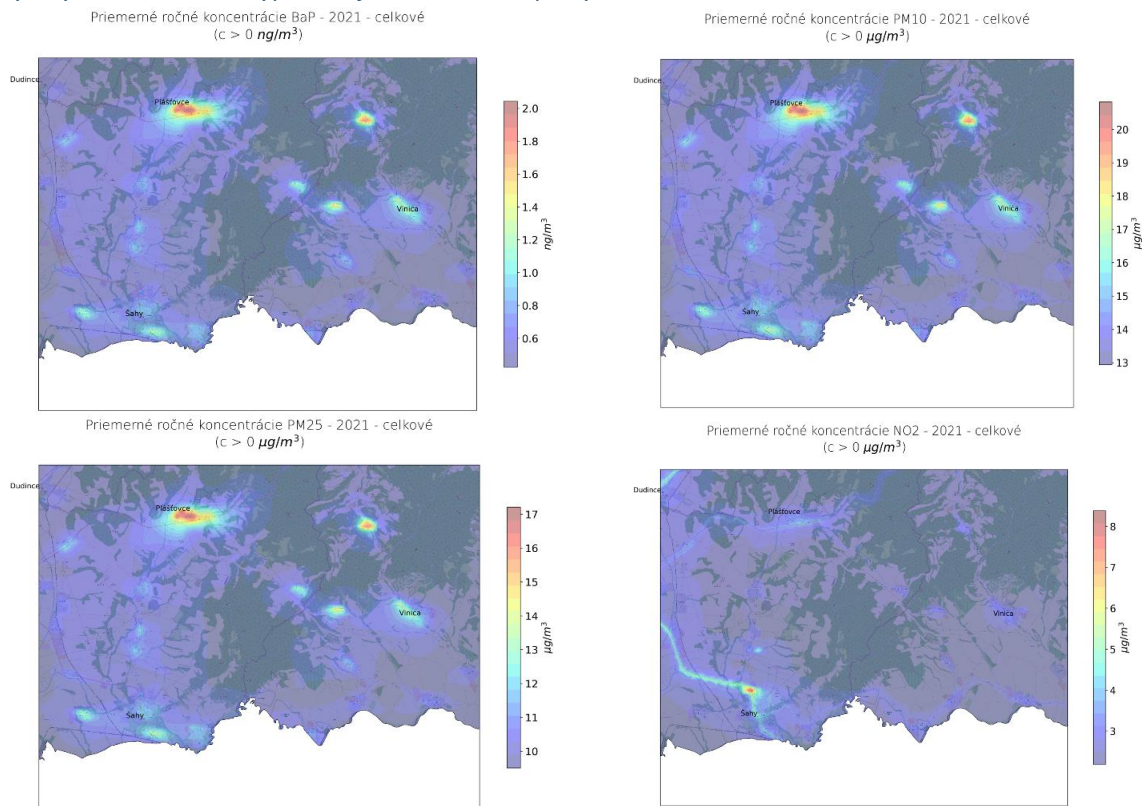 Priemerné ročné koncentrácie BaP - 2021 - celkové
(c > 0 ng/m³)
Dudince
Plášťovce
Vinica
Šahy
2.0
1.8
1.6
1.4
1.2
1.0
0.8
0.6
ng/m³
Priemerné ročné koncentrácie PM10 - 2021 - celkové
(c > 0 µg/m³)
Dudince
Plášťovce
Vinica
Šahy
20
19
18
17
16
15
14
13
µg/m³
Priemerné ročné koncentrácie PM25 - 2021 - celkové
(c > 0 µg/m³)
Dudince
Plášťovce
Vinica
Šahy
17
16
15
14
13
12
11
10
µg/m³
Priemerné ročné koncentrácie NO2 - 2021 - celkové
(c > 0 µg/m³)
Dudince
Plášťovce
Vinica
Šahy
8
7
6
5
4
3
µg/m³